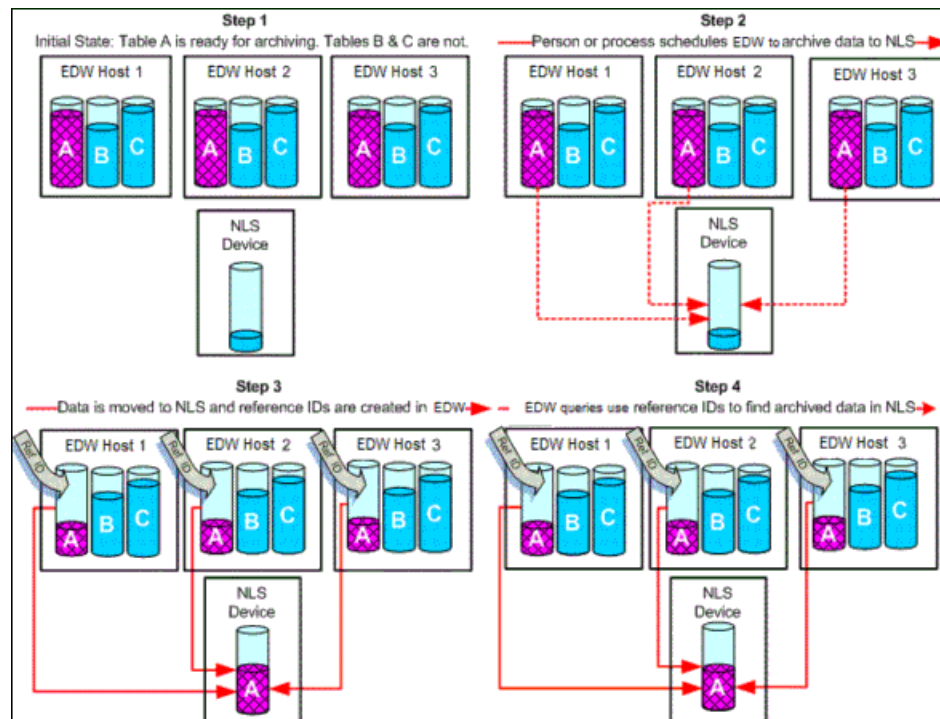 Step 1
Initial State: Table A is ready for archiving. Tables B & C are not.
EDW Host 1
EDW Host 2
EDW Host 3
A
B
C
A
B
C
A
B
C
NLS
Device
Step 2
Person or process schedules EDW to archive data to NLS
EDW Host 1
EDW Host 2
EDW Host 3
A
B
C
A
B
C
A
B
C
NLS
Device
Step 3
Data is moved to NLS and reference IDs are created in EDW
EDW Host 1
EDW Host 2
EDW Host 3
Ref ID
Ref ID
Ref ID
A
B
C
A
B
C
A
B
C
NLS
Device
A
Step 4
EDW queries use reference IDs to find archived data in NLS
EDW Host 1
EDW Host 2
EDW Host 3
Ref ID
Ref ID
Ref ID
A
B
C
A
B
C
A
B
C
NLS
Device
A